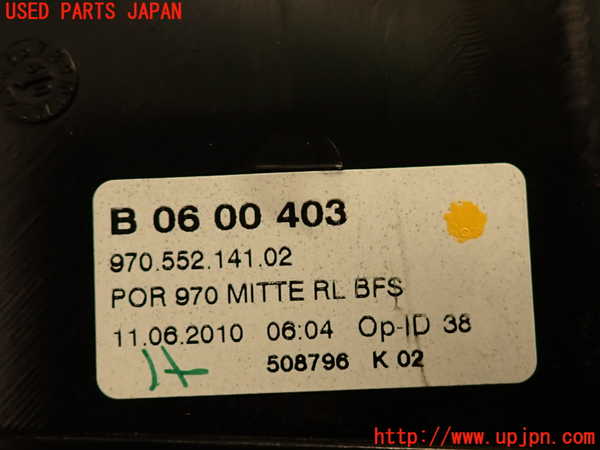 USED PARTS JAPAN
B 06 00 403
970.552.141.02
POR 970 MITTE RL BFS
11.06.2010 06:04 Op-ID 38
508796 K 02
http://www.upjpn.com/